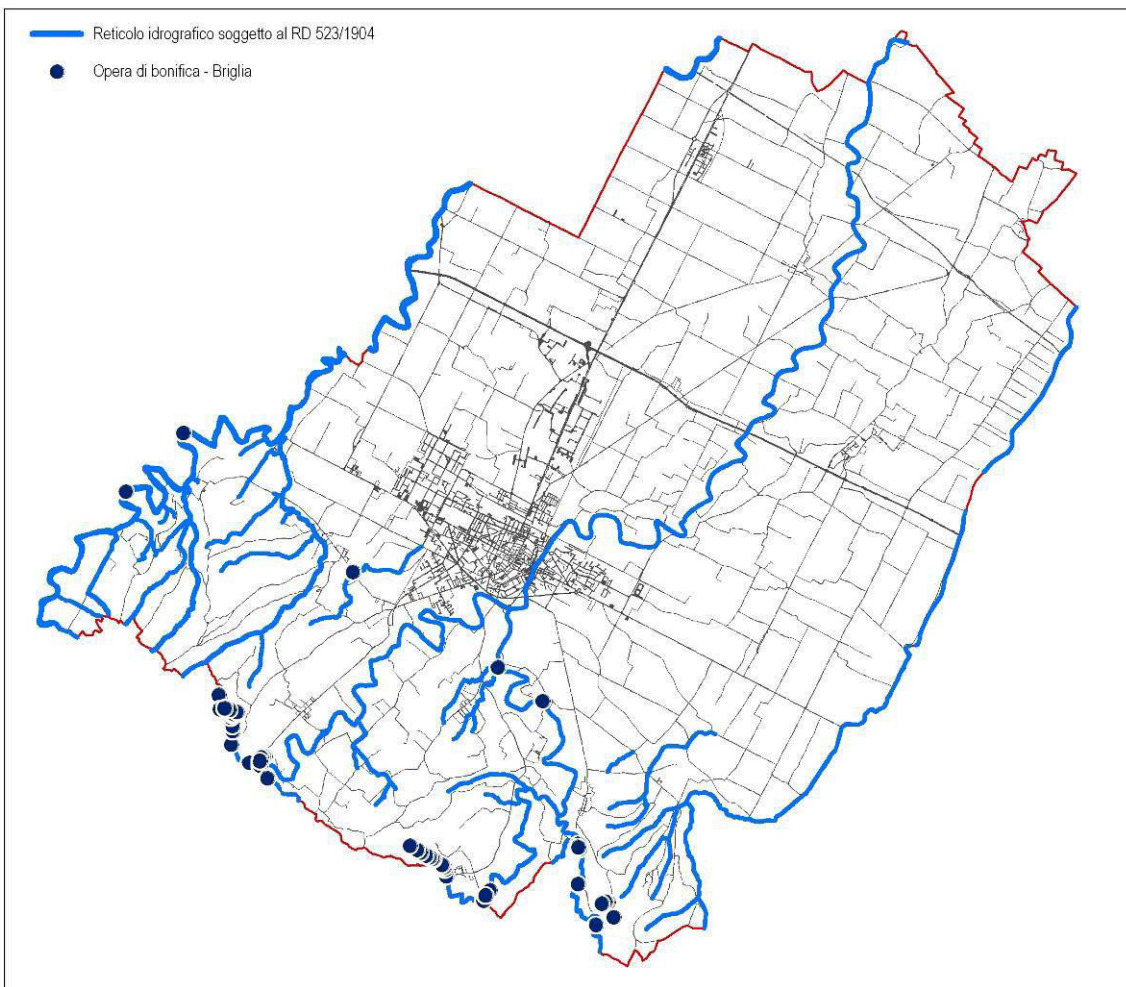 Reticolo idrografico soggetto al RD 523/1904
Opera di bonifica - Briglia